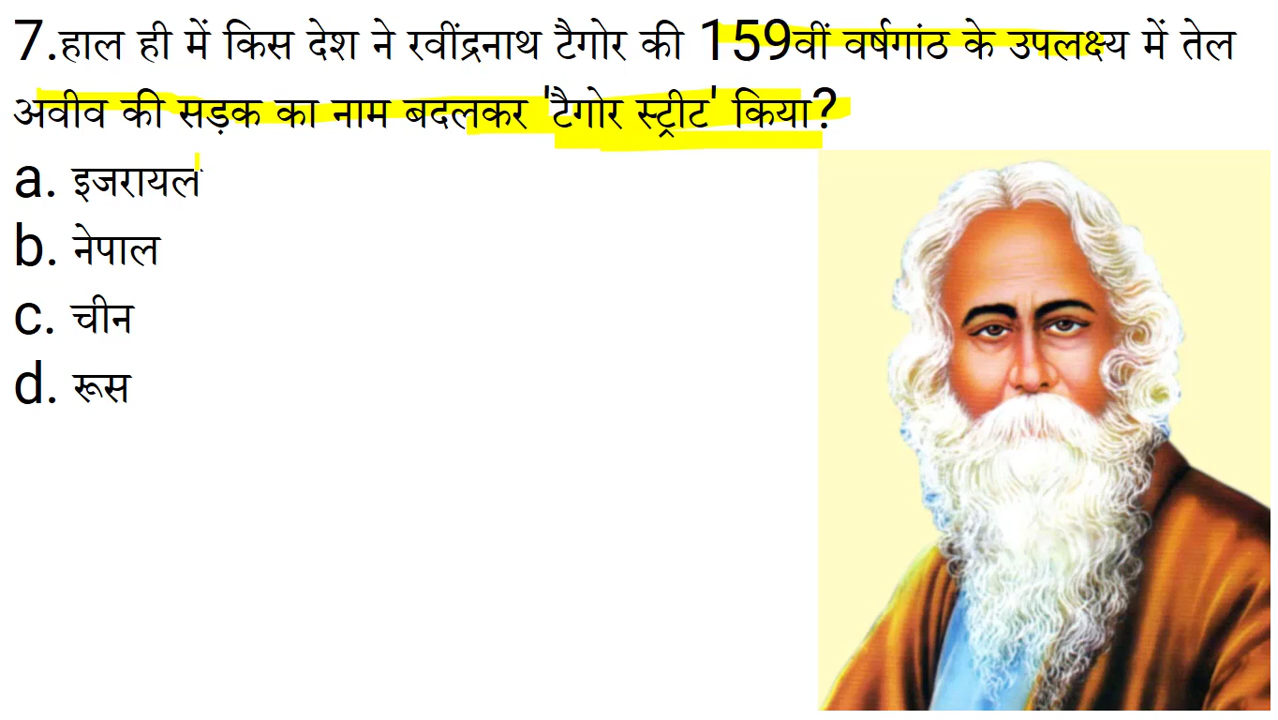 7.हाल ही में किस देश ने रवींद्रनाथ टैगोर की 159वीं वर्षगांठ के उपलक्ष्य में तेल
अवीव की सड़क का नाम बदलकर 'टैगोर स्ट्रीट' किया?
a. इजरायल
b. नेपाल
c. चीन
d. रूस